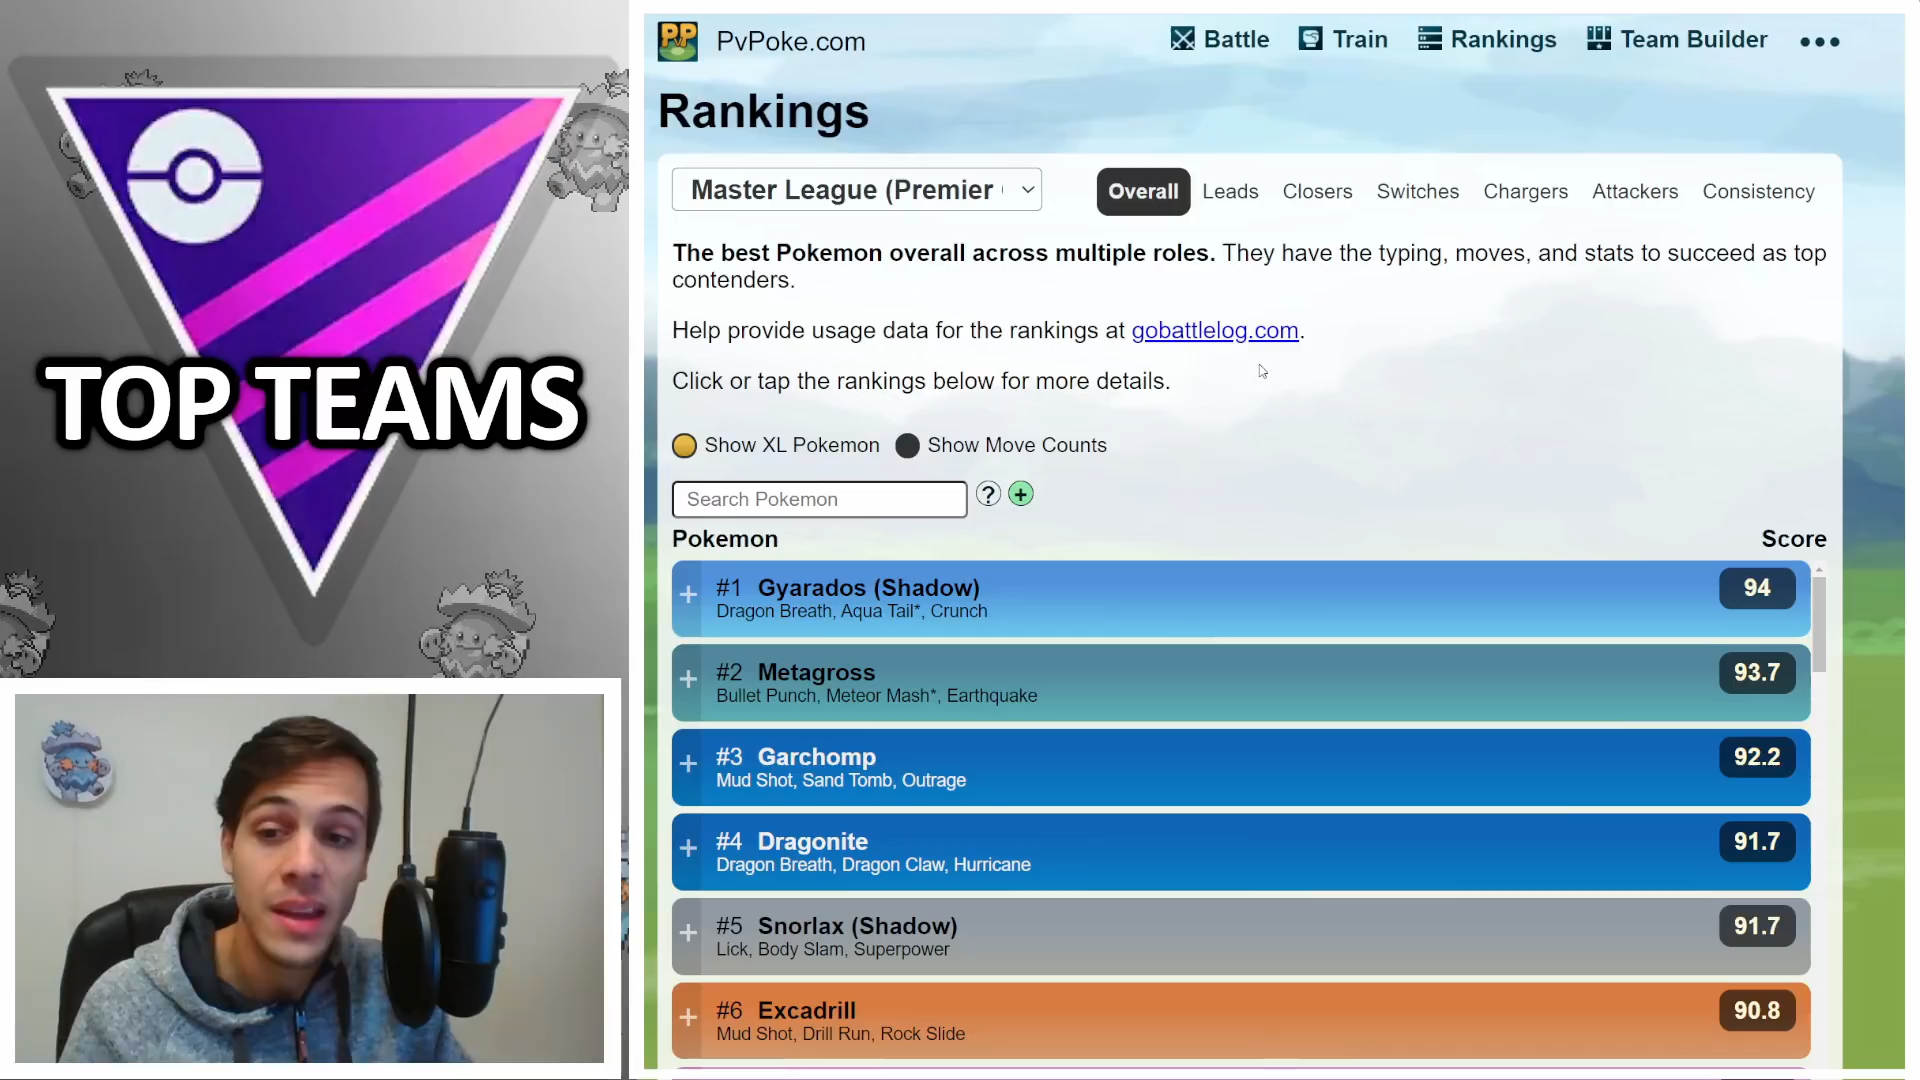 TOP TEAMS
PvPoke.com
Battle
Train
Rankings
Team Builder
Rankings
Master League (Premier
Overall
Leads
Closers
Switches
Chargers
Attackers
Consistency
The best Pokemon overall across multiple roles. They have the typing, moves, and stats to succeed as top
contenders.
Help provide usage data for the rankings at gobattlelog.com.
Click or tap the rankings below for more details.
Show XL Pokemon
Show Move Counts
Search Pokemon
?
+
Pokemon
Score
+ #1 Gyarados (Shadow) 94
Dragon Breath, Aqua Tail*, Crunch
+ #2 Metagross 93.7
Bullet Punch, Meteor Mash*, Earthquake
+ #3 Garchomp 92.2
Mud Shot, Sand Tomb, Outrage
+ #4 Dragonite 91.7
Dragon Breath, Dragon Claw, Hurricane
+ #5 Snorlax (Shadow) 91.7
Lick, Body Slam, Superpower
+ #6 Excadrill 90.8
Mud Shot, Drill Run, Rock Slide